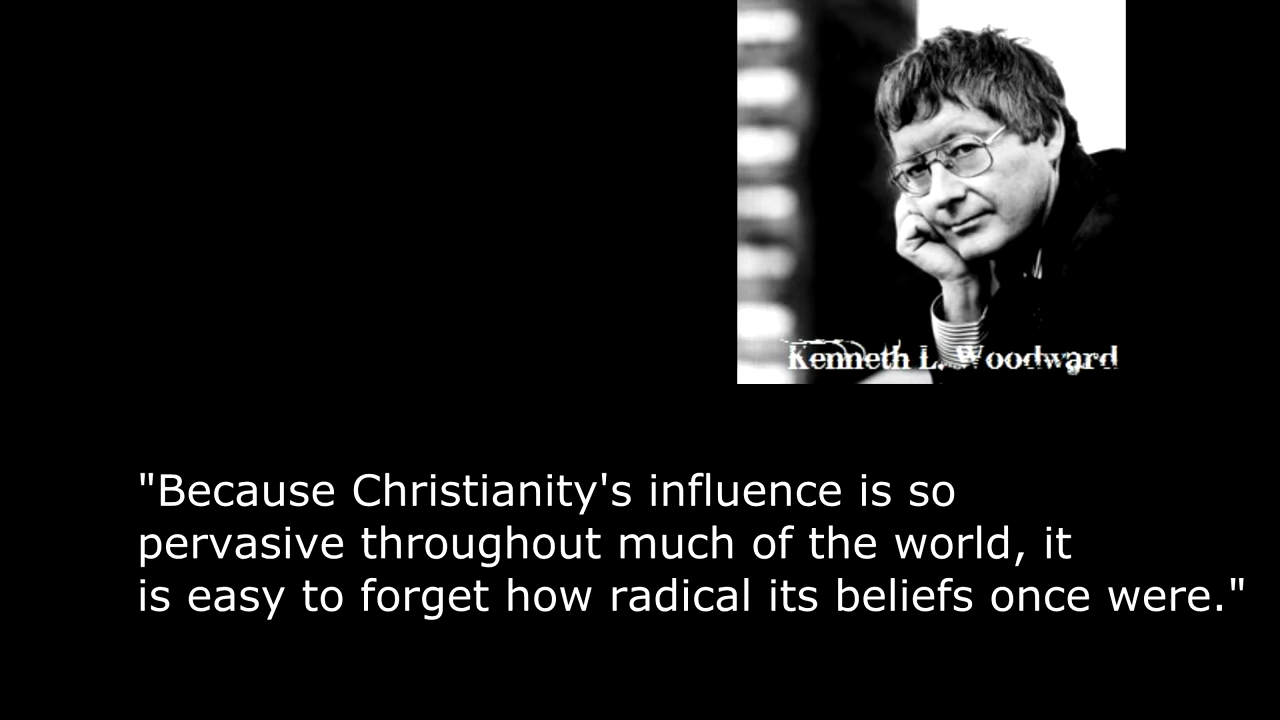 Kenneth L. Woodward
"Because Christianity's influence is so
pervasive throughout much of the world, it
is easy to forget how radical its beliefs once were."